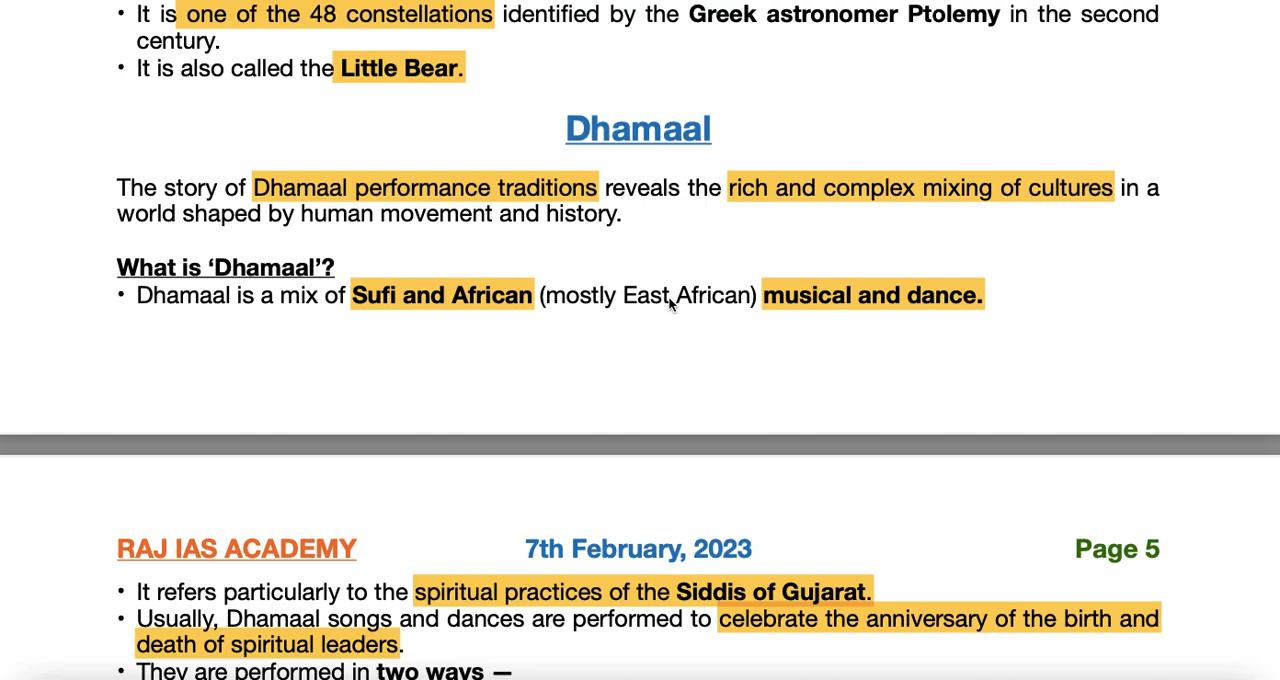 • It is one of the 48 constellations identified by the Greek astronomer Ptolemy in the second
century.
• It is also called the Little Bear.
Dhamaal
The story of Dhamaal performance traditions reveals the rich and complex mixing of cultures in a
world shaped by human movement and history.
What is ‘Dhamaal’?
• Dhamaal is a mix of Sufi and African (mostly East African) musical and dance.
RAJ IAS ACADEMY 7th February, 2023 Page 5
• It refers particularly to the spiritual practices of the Siddis of Gujarat.
• Usually, Dhamaal songs and dances are performed to celebrate the anniversary of the birth and
death of spiritual leaders.
• They are performed in two ways —